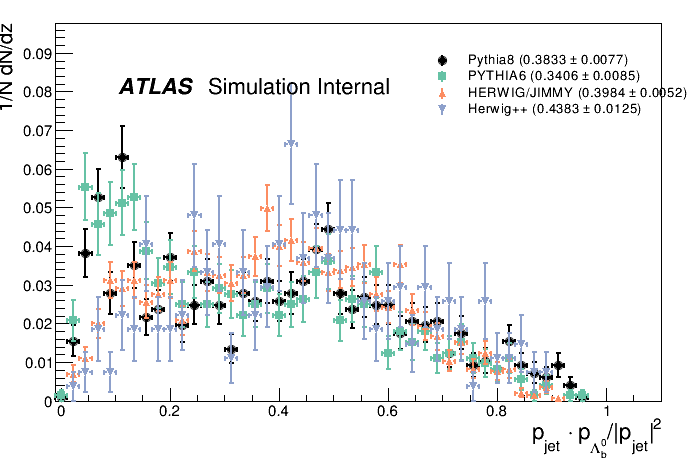 1/N dN/dz
0.09
0.08
0.07
0.06
0.05
0.04
0.03
0.02
0.01
0
ATLAS Simulation Internal
Pythia8 (0.3833 ± 0.0077)
PYTHIA6 (0.3406 ± 0.0085)
HERWIG/JIMMY (0.3984 ± 0.0052)
Herwig++ (0.4383 ± 0.0125)
0 0.2 0.4 0.6 0.8 1
p_jet · p_Λ_b^0/|p_jet|^2